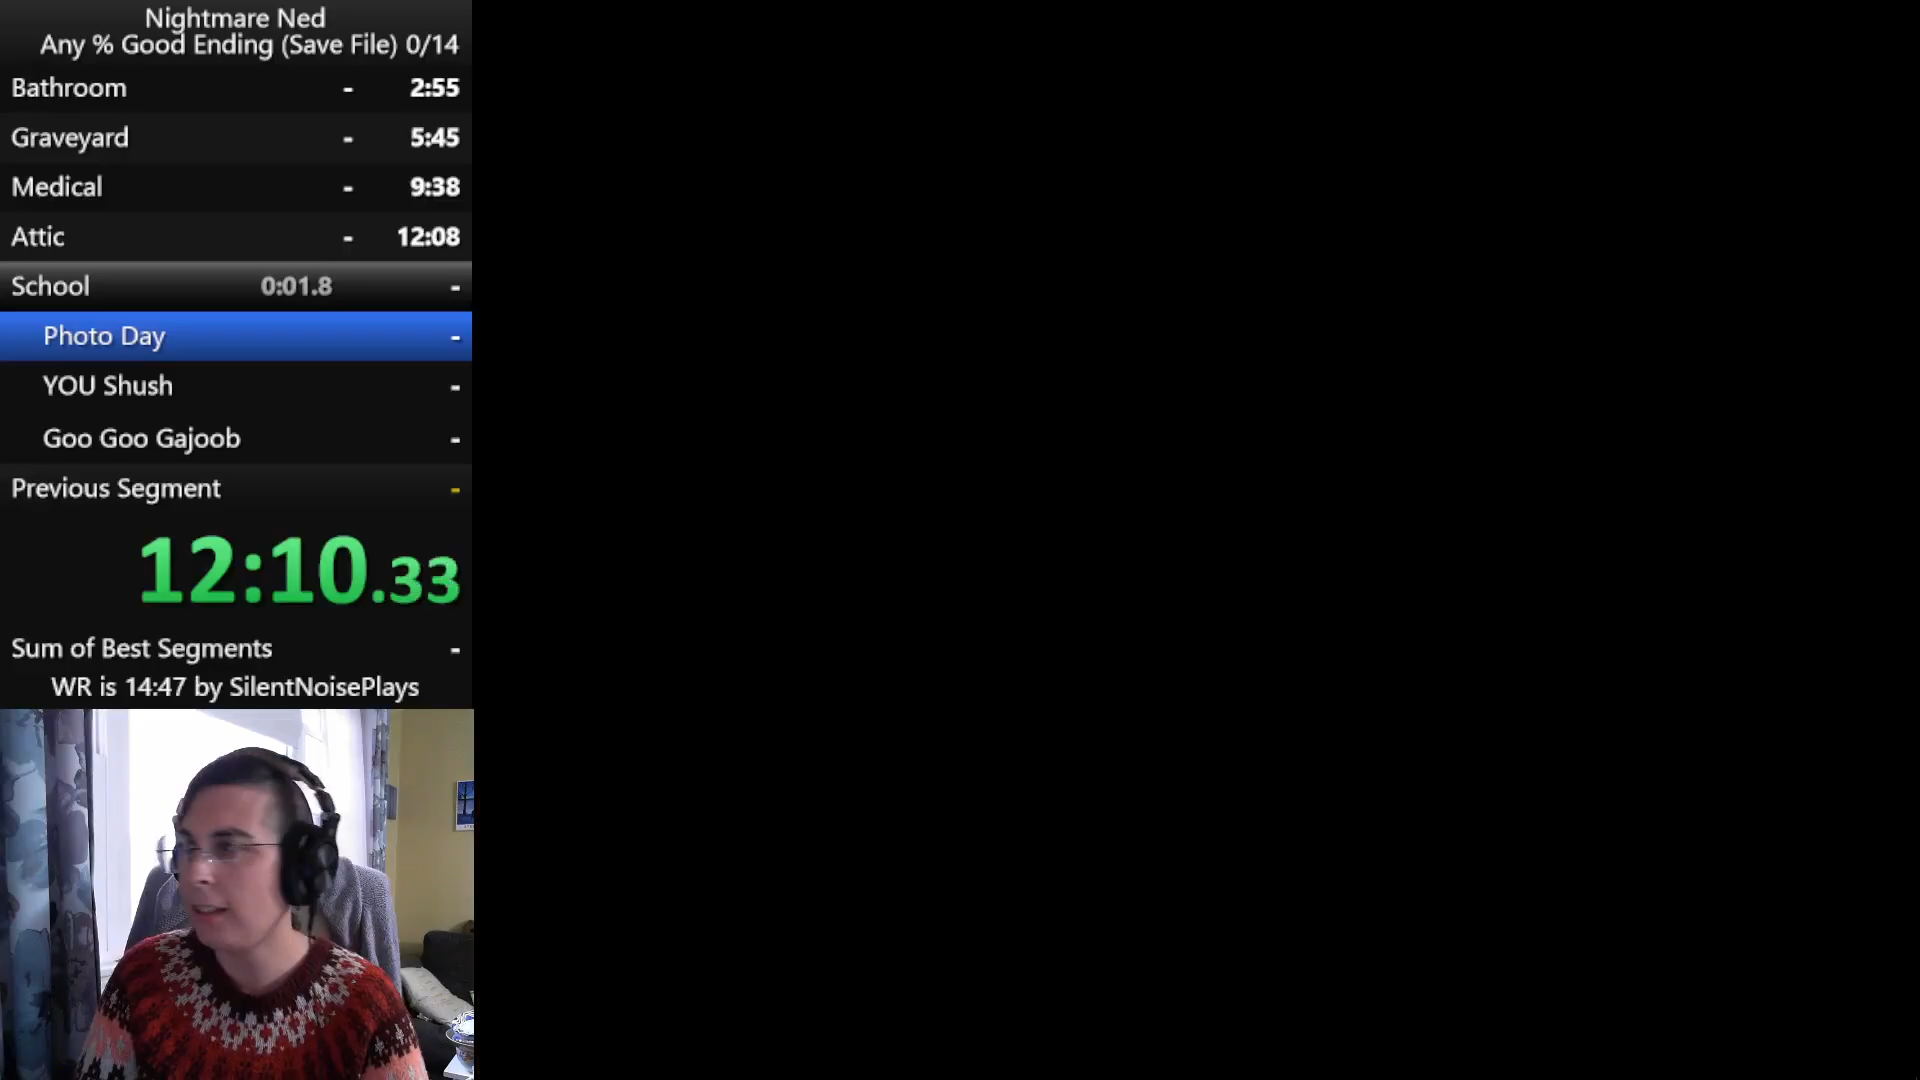 Nightmare Ned
Any % Good Ending (Save File) 0/14
Bathroom - 2:55
Graveyard - 5:45
Medical - 9:38
Attic - 12:08
School 0:01.8 -
Photo Day -
YOU Shush -
Goo Goo Gajoob -
Previous Segment -
12:10.33
Sum of Best Segments -
WR is 14:47 by SilentNoisePlays